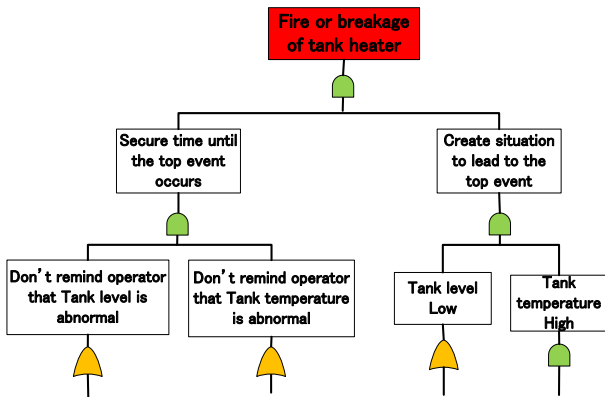 Fire or breakage
of tank heater
Secure time until
the top event
occurs
Create situation
to lead to the
top event
Don't remind operator
that Tank level is
abnormal
Don't remind operator
that Tank temperature
is abnormal
Tank level
Low
Tank
temperature
High